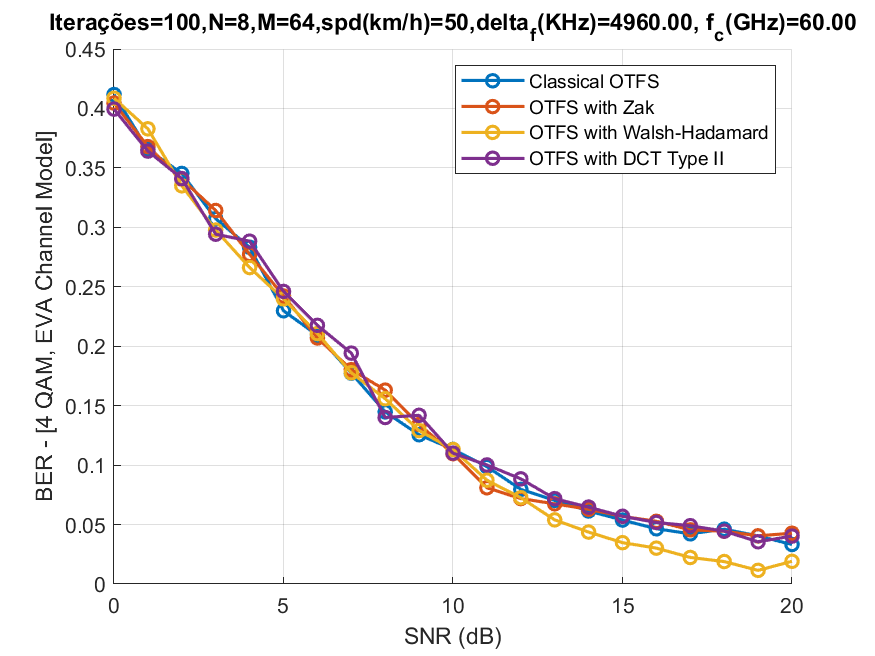 Iterações=100,N=8,M=64,spd(km/h)=50,delta_f(KHz)=4960.00, f_c(GHz)=60.00
0.45
0.4
0.35
0.3
0.25
0.2
0.15
0.1
0.05
0
BER - [4 QAM, EVA Channel Model]
Classical OTFS
OTFS with Zak
OTFS with Walsh-Hadamard
OTFS with DCT Type II
0 5 10 15 20
SNR (dB)